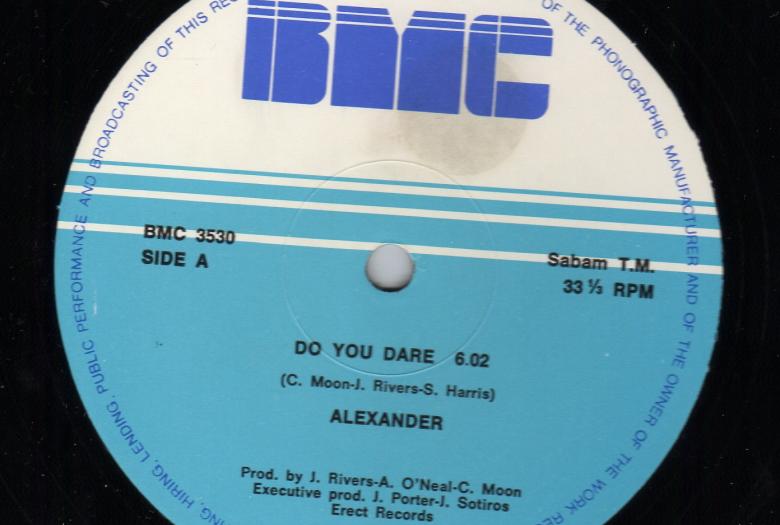 BMC
BMC 3530
SIDE A
Sabam T.M.
33 ⅓ RPM
DO YOU DARE 6.02
(C. Moon-J. Rivers-S. Harris)
ALEXANDER
Prod. by J. Rivers-A. O'Neal-C. Moon
Executive prod. J. Porter-J. Sotiros
Erect Records
OF THE PHONOGRAPHIC MANUFACTURER AND OF THE OWNER OF THE WORK
HIRING, LENDING, PUBLIC PERFORMANCE AND BROADCASTING OF THIS